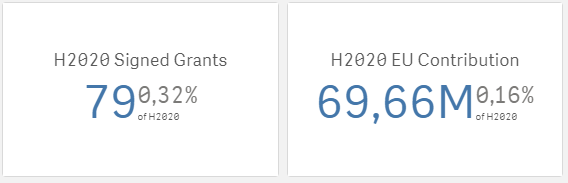 H2020 Signed Grants
79 0,32%
of H2020
H2020 EU Contribution
69,66M 0,16%
of H2020